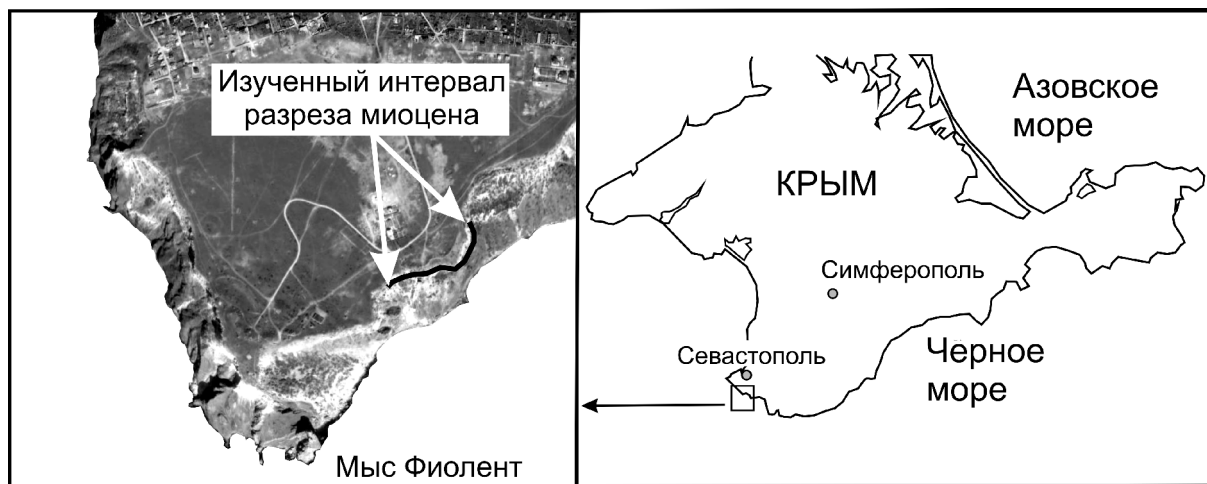 Изученный интервал
разреза миоцена
Мыс Фиолент
Азовское
море
КРЫМ
Симферополь
Севастополь
Черное
море